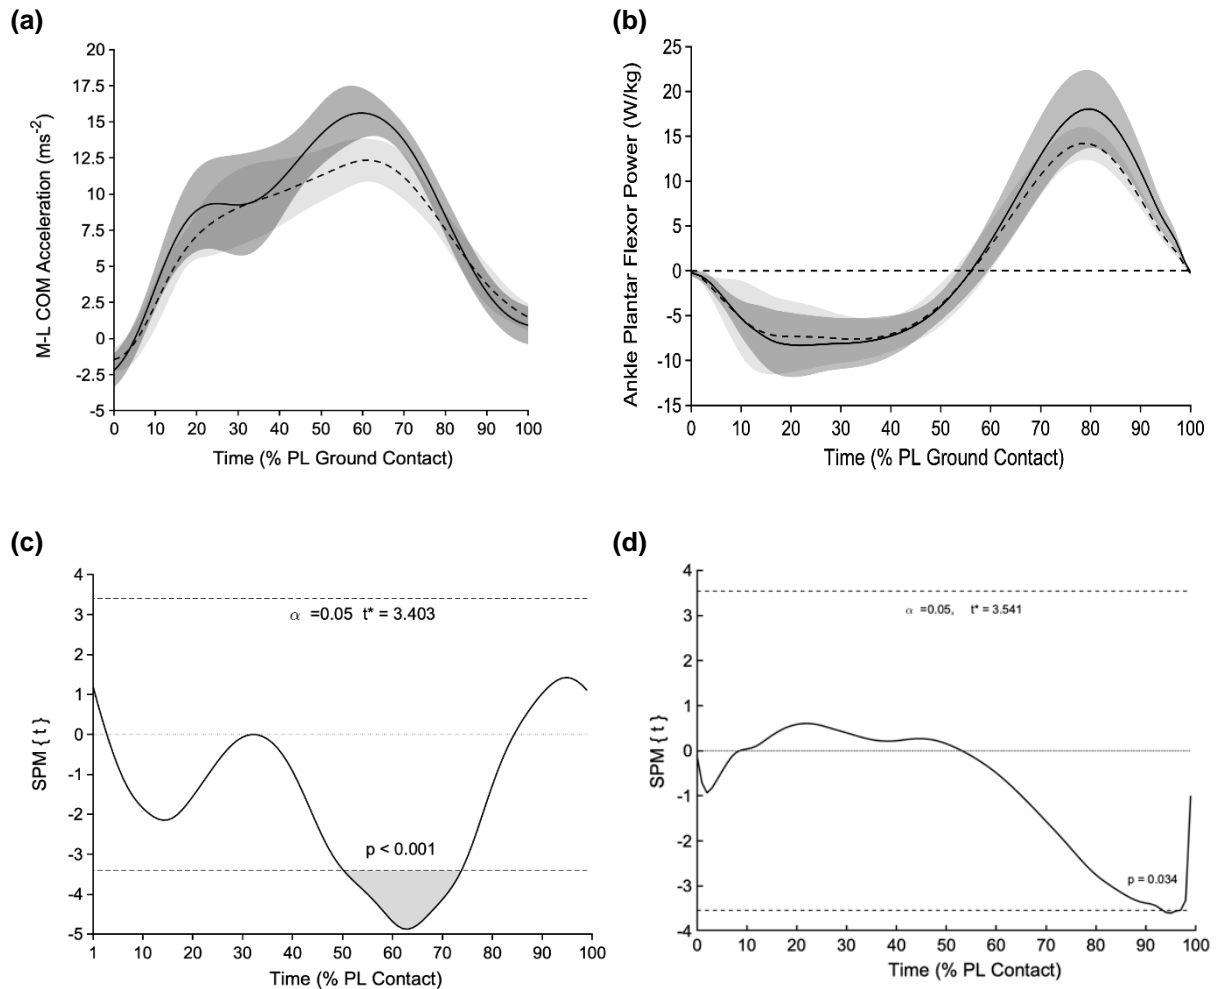 (a)
M-L COM Acceleration (ms-2)
20
17.5
15
12.5
10
7.5
5
2.5
0
-2.5
-5
0 10 20 30 40 50 60 70 80 90 100
Time (% PL Ground Contact)
(b)
Ankle Plantar Flexor Power (W/kg)
25
20
15
10
5
0
-5
-10
-15
0 10 20 30 40 50 60 70 80 90 100
Time (% PL Ground Contact)
(c)
SPM { t }
4
3
2
1
0
-1
-2
-3
-4
-5
α =0.05 t* = 3.403
p < 0.001
1 10 20 30 40 50 60 70 80 90 100
Time (% PL Contact)
(d)
SPM { t }
4
3
2
1
0
-1
-2
-3
-4
α =0.05, t* = 3.541
p = 0.034
0 10 20 30 40 50 60 70 80 90 100
Time (% PL Contact)